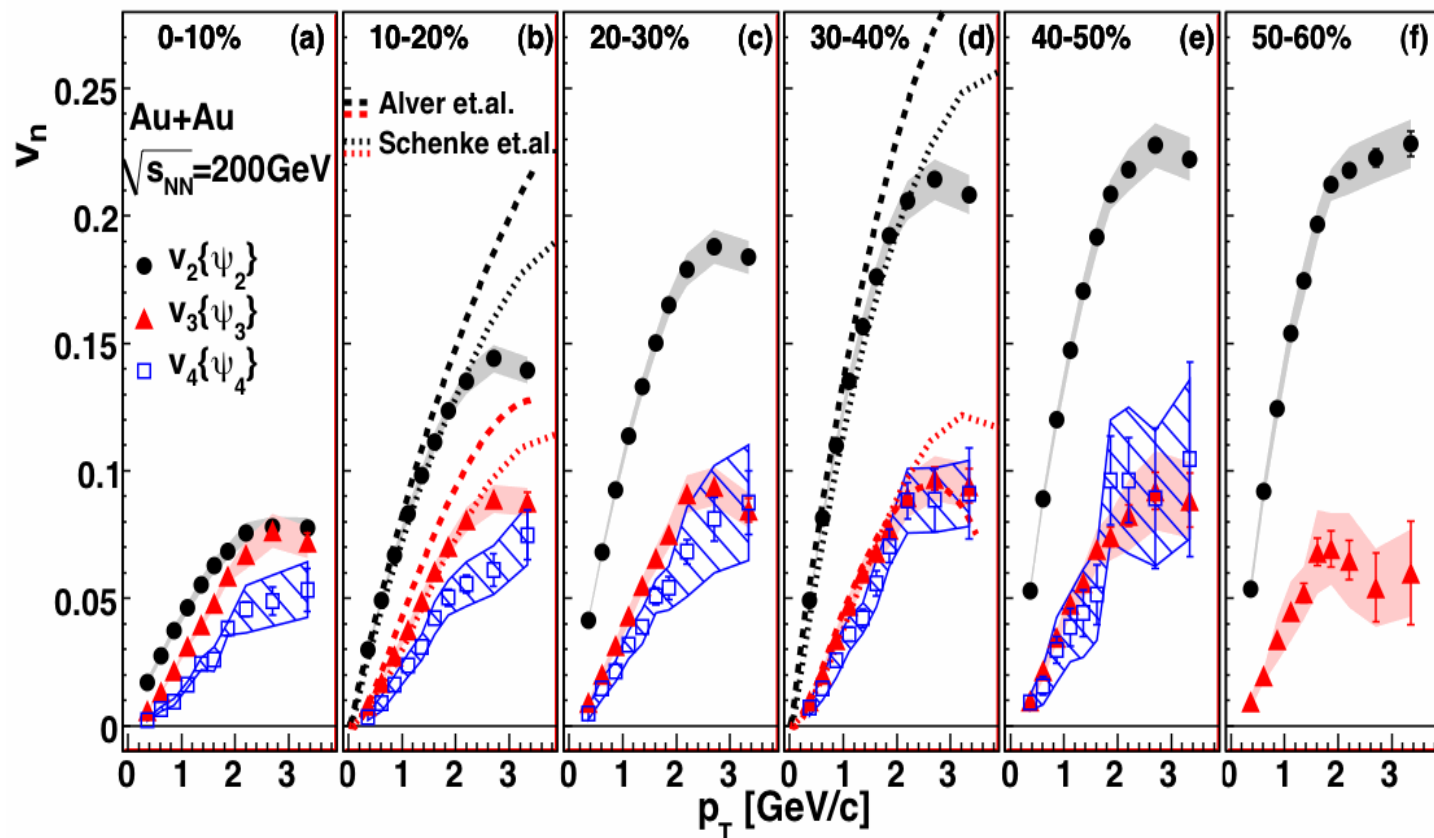 0-10% (a) 10-20% (b) 20-30% (c) 30-40% (d) 40-50% (e) 50-60% (f)
0.25
0.2
0.15
0.1
0.05
0
v_n
Au+Au
√s_NN=200GeV
v_2{ψ_2}
v_3{ψ_3}
v_4{ψ_4}
Alver et.al.
Schenke et.al.
0 1 2 3 0 1 2 3 0 1 2 3 0 1 2 3 0 1 2 3 0 1 2 3
p_T [GeV/c]